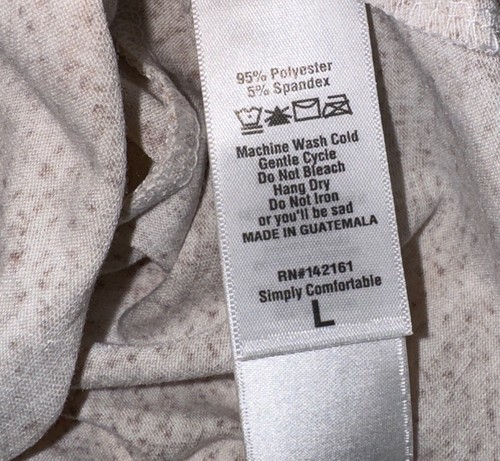 95% Polyester
5% Spandex
Machine Wash Cold
Gentle Cycle
Do Not Bleach
Hang Dry
Do Not Iron
or you'll be sad
MADE IN GUATEMALA
RN#142161
Simply Comfortable
L